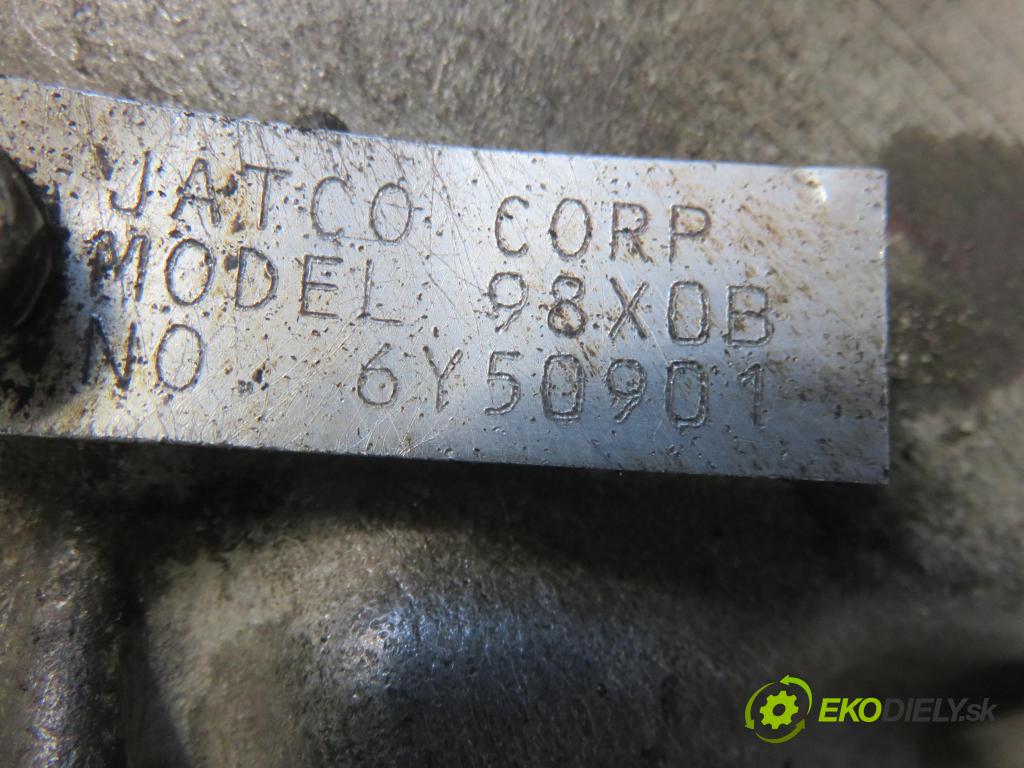 JATCO CORP
MODEL 98X0B
NO. 6Y50901
EKODIELY.sk